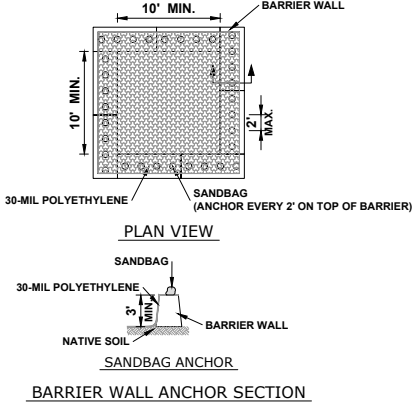 10' MIN.
BARRIER WALL
10' MIN.
2'
MAX.
30-MIL POLYETHYLENE
SANDBAG
(ANCHOR EVERY 2' ON TOP OF BARRIER)
PLAN VIEW
SANDBAG
30-MIL POLYETHYLENE
3'
MIN
BARRIER WALL
NATIVE SOIL
SANDBAG ANCHOR
BARRIER WALL ANCHOR SECTION